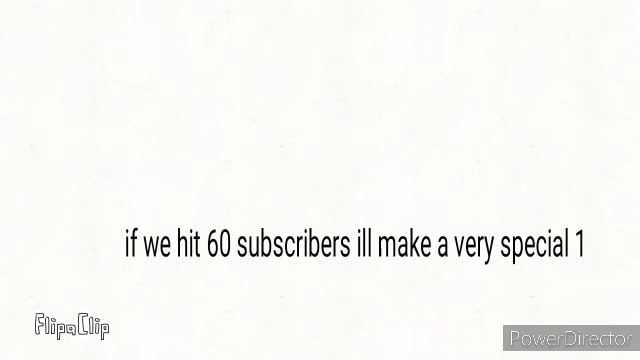 if we hit 60 subscribers ill make a very special 1
FlipaClip
PowerDirector